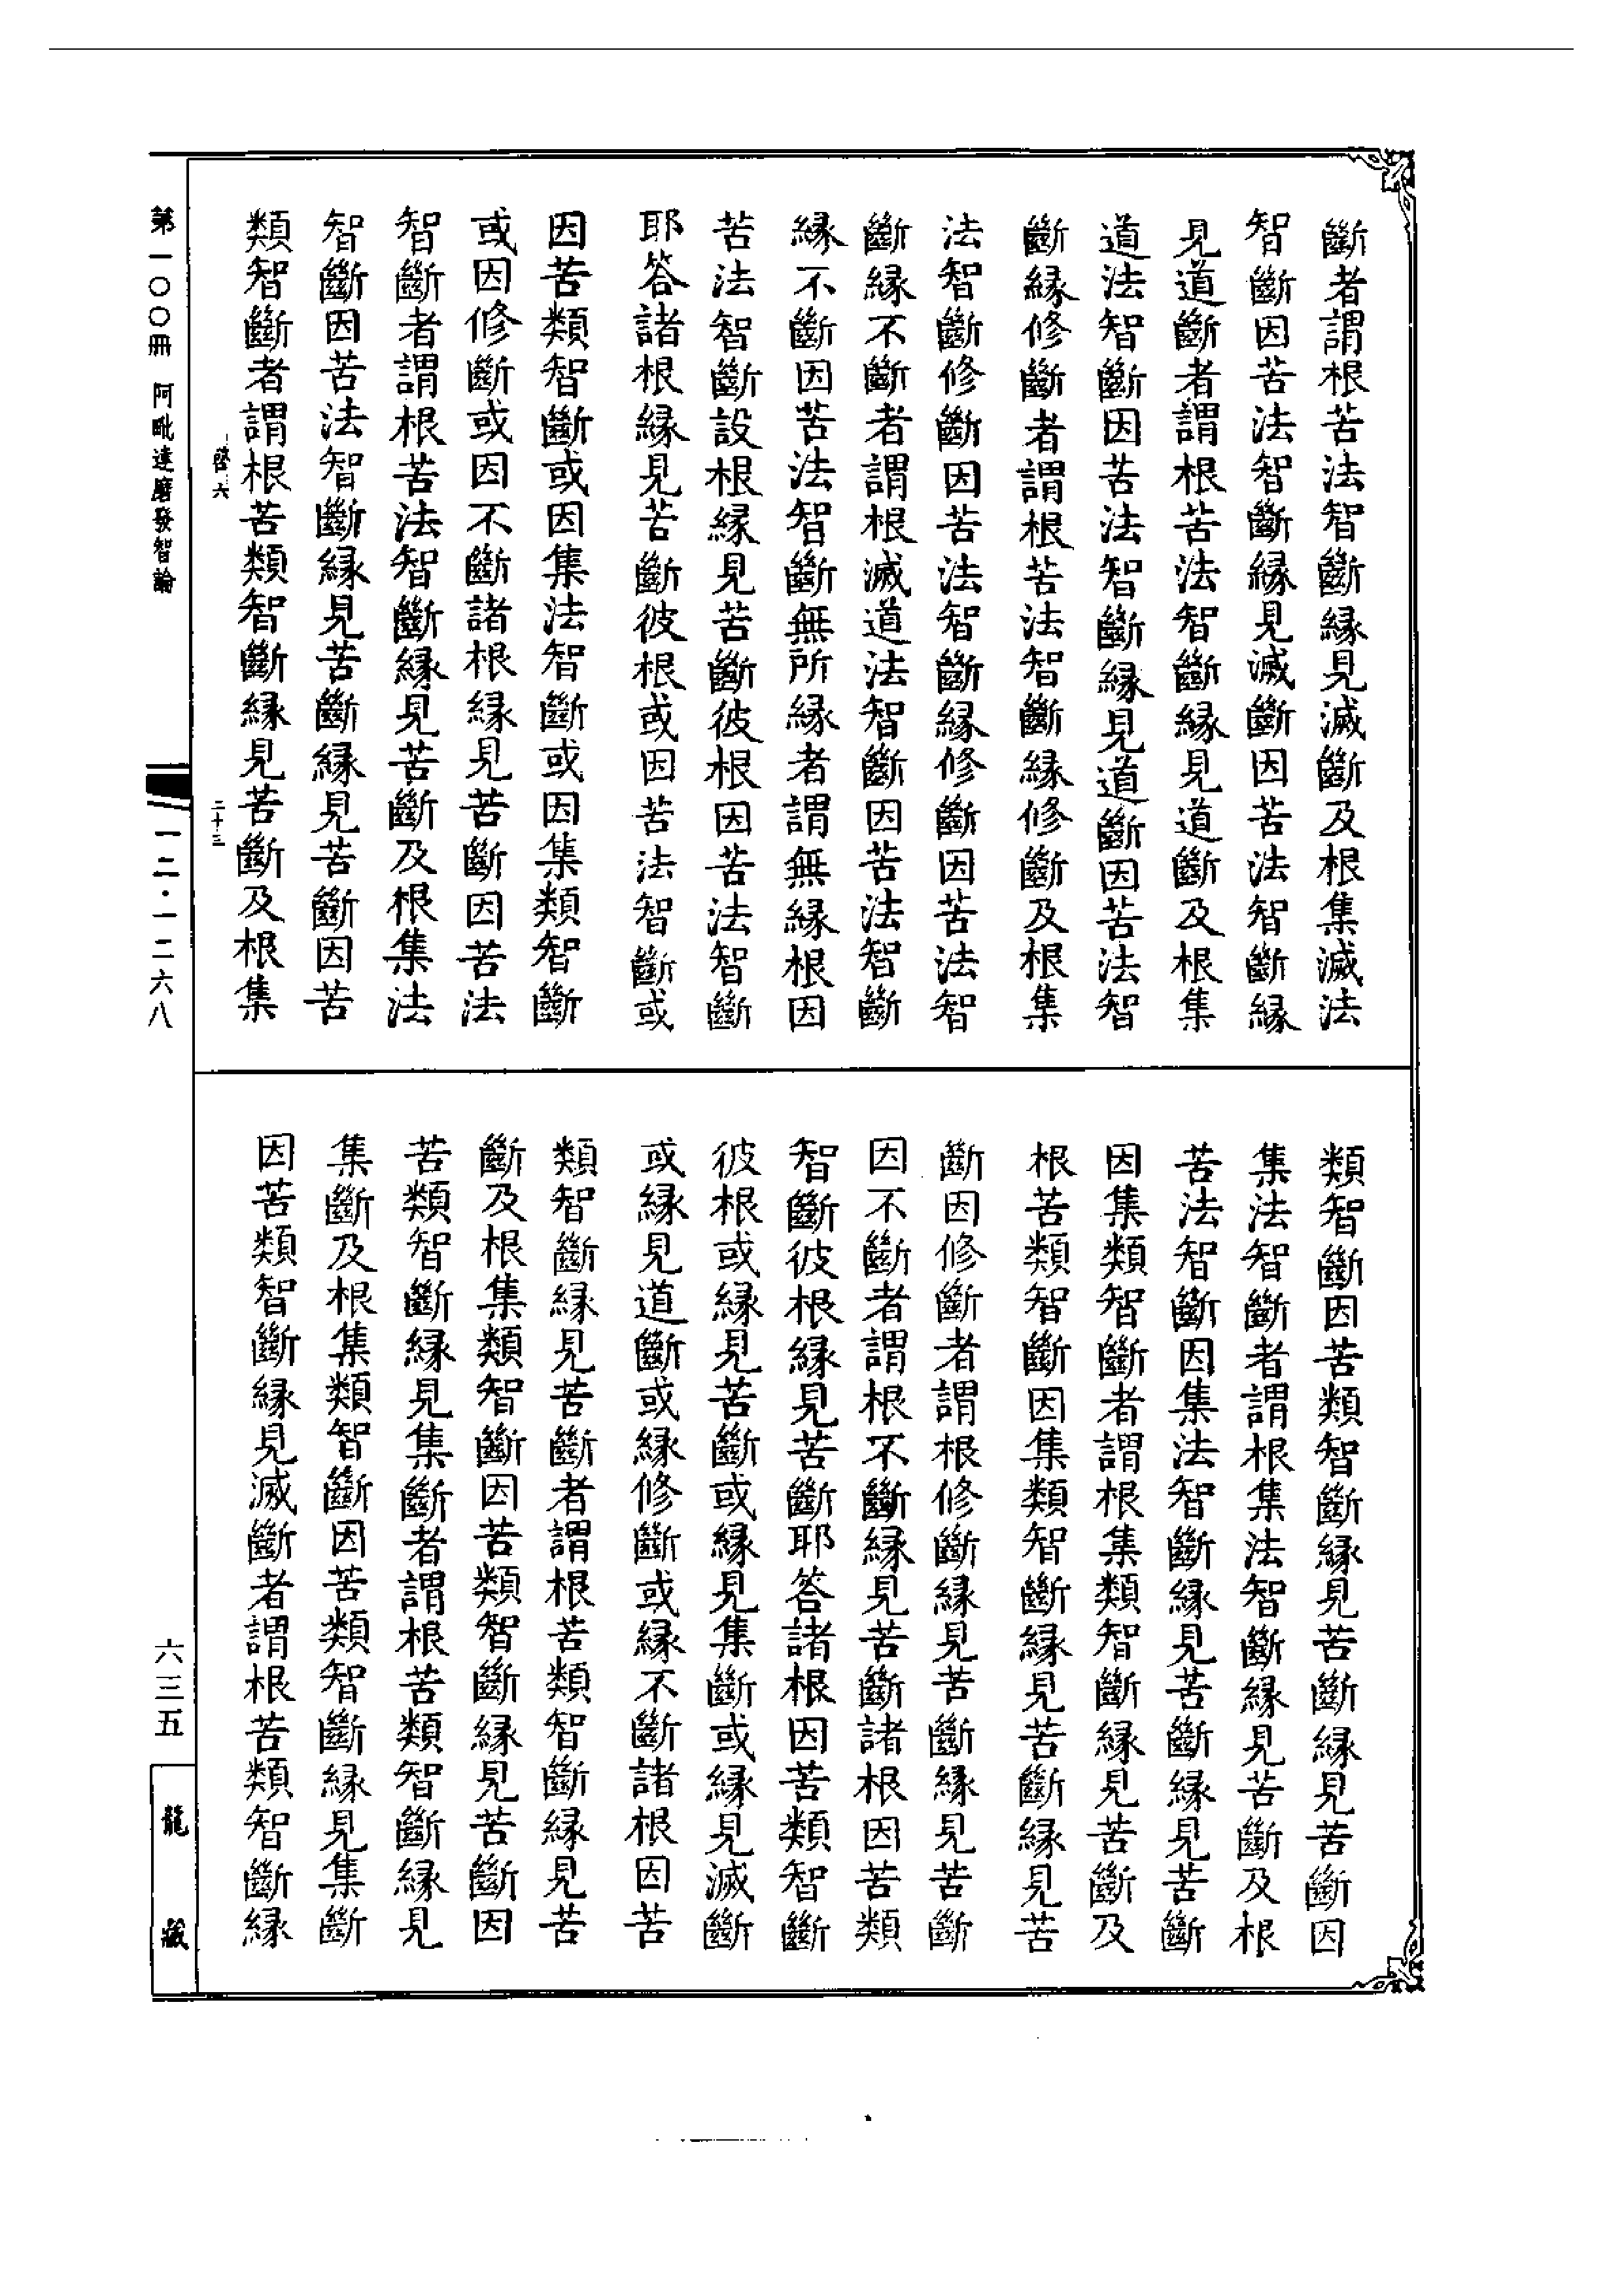 斷者謂根苦法智斷緣見滅斷及根集滅法
智斷因苦法智斷緣見滅斷因苦法智斷緣
見道斷者謂根苦法智斷緣見道斷及根集
道法智斷因苦法智斷緣見道斷因苦法智
斷緣修斷者謂根苦法智斷緣修斷及根集
法智斷修斷因苦法智斷緣修斷因苦法智
斷緣不斷者謂根滅道法智斷因苦法智斷
緣不斷因苦法智斷無所緣者謂無緣根因
苦法智斷設根緣見苦斷彼根因苦法智斷
耶答諸根緣見苦斷彼根或因苦法智斷或
因苦類智斷或因集法智斷或因集類智斷
或因修斷或因不斷諸根緣見苦斷因苦法
智斷者謂根苦法智斷緣見苦斷及根集法
智斷因苦法智斷緣見苦斷緣見苦斷因苦
類智斷者謂根苦類智斷緣見苦斷及根集
類智斷因苦類智斷緣見苦斷緣見苦斷因
集法智斷者謂根集法智斷緣見苦斷及根
苦法智斷因集法智斷緣見苦斷緣見苦斷
因集類智斷者謂根集類智斷緣見苦斷及
根苦類智斷因集類智斷緣見苦斷緣見苦
斷因修斷者謂根修斷緣見苦斷緣見苦斷
因不斷者謂根不斷緣見苦斷諸根因苦類
智斷彼根緣見苦斷耶答諸根因苦類智斷
彼根或緣見苦斷或緣見集斷或緣見滅斷
或緣見道斷或緣修斷或緣不斷諸根因苦
類智斷緣見苦斷者謂根苦類智斷緣見苦
斷及根集類智斷因苦類智斷緣見苦斷因
苦類智斷緣見集斷者謂根苦類智斷緣見
集斷及根集類智斷因苦類智斷緣見集斷
因苦類智斷緣見滅斷者謂根苦類智斷緣
第一〇〇冊 阿毗達磨發智論
六
二十三
一二·一二六八
六三五
龍藏